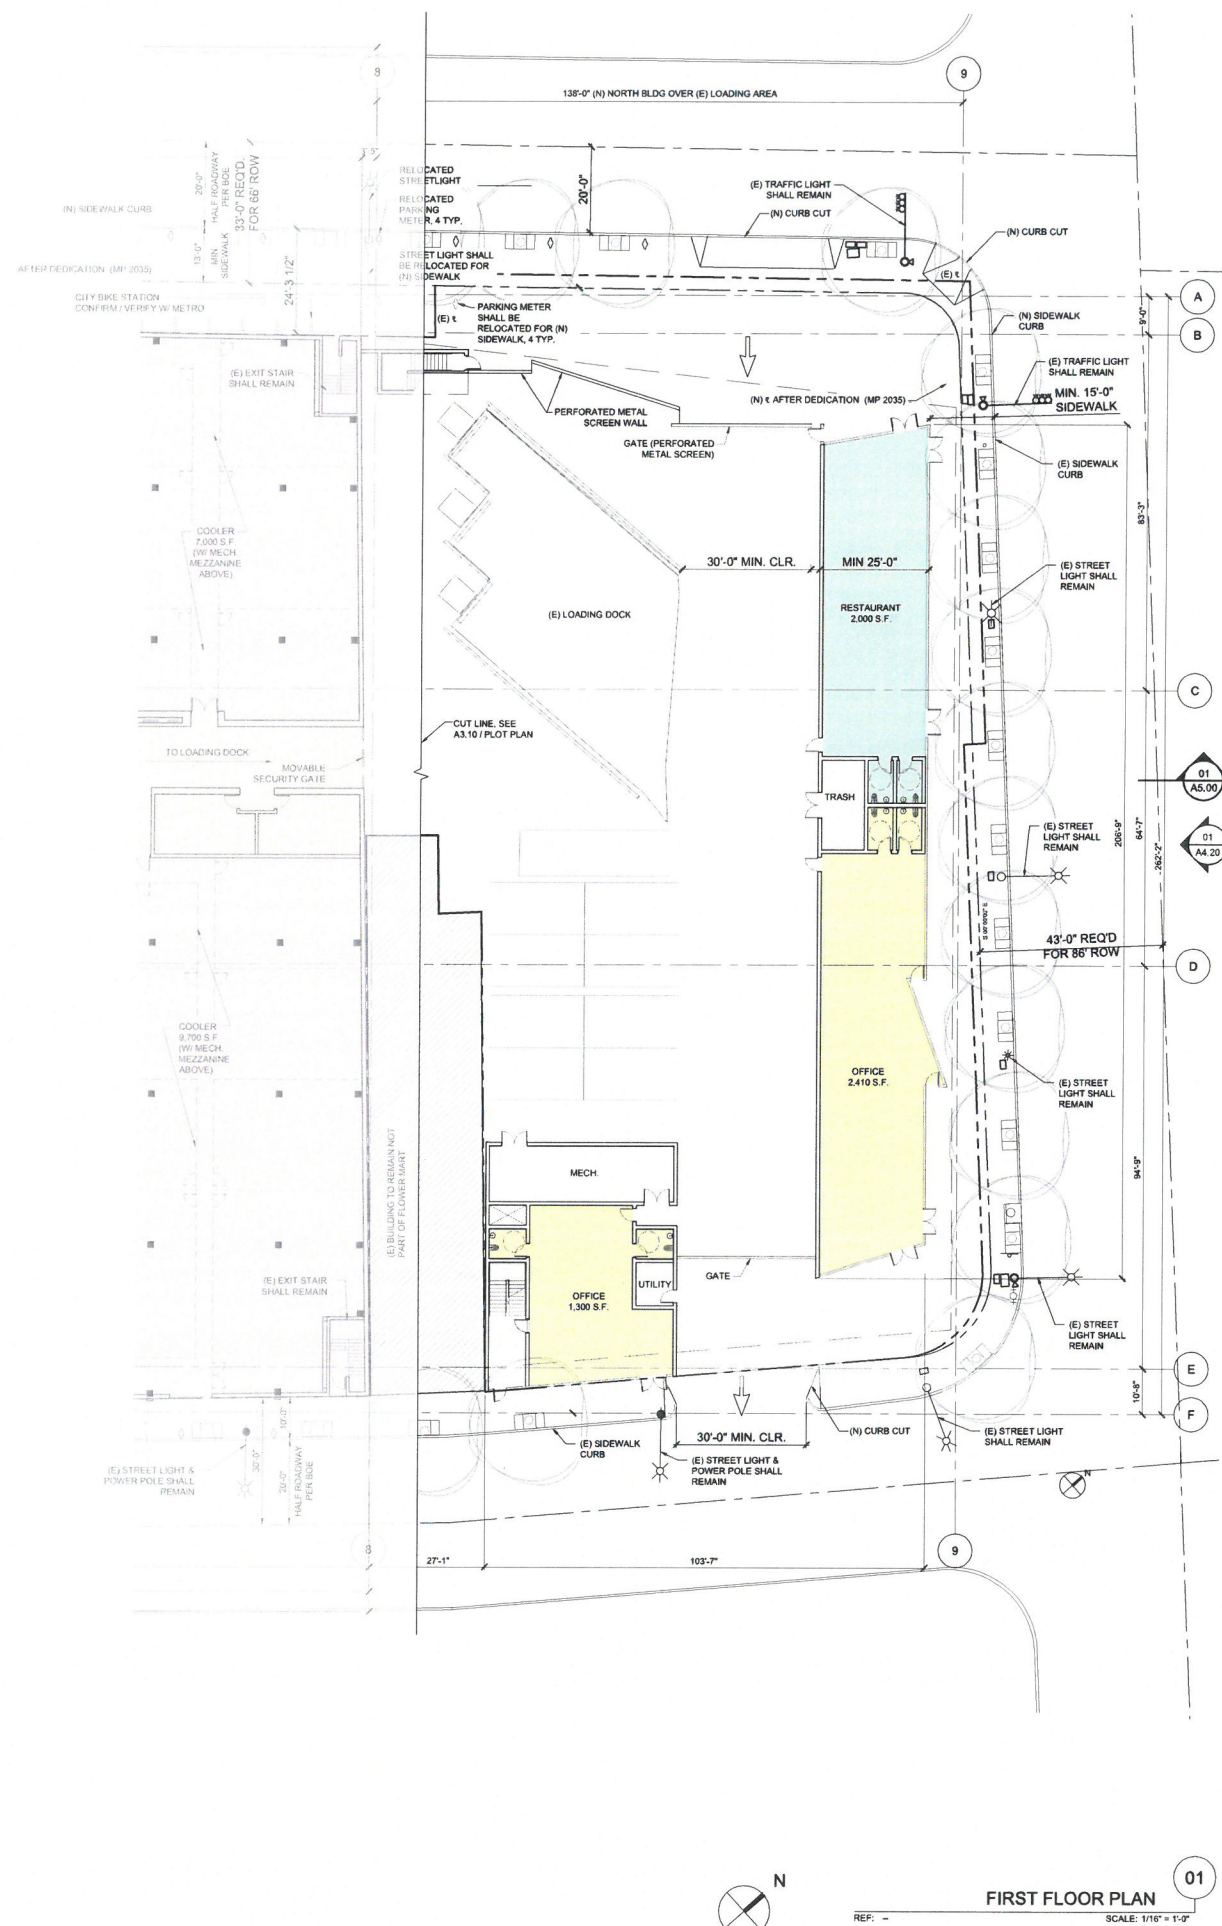 8
9
138'-0" (N) NORTH BLDG OVER (E) LOADING AREA
20'-0"
HALF ROADWAY
PER BOE
33'-0" REQ'D.
FOR 66' ROW
13'-0"
MIN
SIDEWALK
24'-3 1/2"
(N) SIDEWALK CURB
AFTER DEDICATION (MP 2035)
CITY BIKE STATION
CONFIRM / VERIFY W/ METRO
RELOCATED
STREETLIGHT
RELOCATED
PARKING
METER, 4 TYP.
STREET LIGHT SHALL
BE RELOCATED FOR
(N) SIDEWALK
20'-0"
(E) TRAFFIC LIGHT
SHALL REMAIN
(N) CURB CUT
(N) CURB CUT
A
B
9'-0"
(N) SIDEWALK
CURB
(E) TRAFFIC LIGHT
SHALL REMAIN
MIN. 15'-0"
SIDEWALK
PARKING METER
SHALL BE
RELOCATED FOR (N)
SIDEWALK, 4 TYP.
(E) EXIT STAIR
SHALL REMAIN
PERFORATED METAL
SCREEN WALL
GATE (PERFORATED
METAL SCREEN)
(N) ℄ AFTER DEDICATION (MP 2035)
(E) SIDEWALK
CURB
83'-3"
COOLER
7,000 S.F.
(W/ MECH.
MEZZANINE
ABOVE)
30'-0" MIN. CLR.
MIN 25'-0"
(E) STREET
LIGHT SHALL
REMAIN
(E) LOADING DOCK
RESTAURANT
2,000 S.F.
C
CUT LINE, SEE
A3.10 / PLOT PLAN
TO LOADING DOCK
MOVABLE
SECURITY GATE
TRASH
01
A5.00
(E) STREET
LIGHT SHALL
REMAIN
206'-9"
64'-7"
262'-2"
01
A4.20
43'-0" REQ'D
FOR 86' ROW
D
COOLER
9,700 S.F.
(W/ MECH.
MEZZANINE
ABOVE)
OFFICE
2,410 S.F.
(E) STREET
LIGHT SHALL
REMAIN
(E) BUILDING TO REMAIN NOT
PART OF FLOWER MART
94'-9"
MECH.
GATE
UTILITY
(E) EXIT STAIR
SHALL REMAIN
OFFICE
1,300 S.F.
(E) STREET
LIGHT SHALL
REMAIN
E
10'-8"
F
30'-0" MIN. CLR.
(N) CURB CUT
(E) STREET LIGHT
SHALL REMAIN
(E) SIDEWALK
CURB
(E) STREET LIGHT &
POWER POLE SHALL
REMAIN
(E) STREET LIGHT &
POWER POLE SHALL
REMAIN
10'-0"
30'-0"
20'-0"
HALF ROADWAY
PER BOE
N
8
27'-1"
103'-7"
9
N
FIRST FLOOR PLAN
01
REF: –
SCALE: 1/16" = 1'-0"